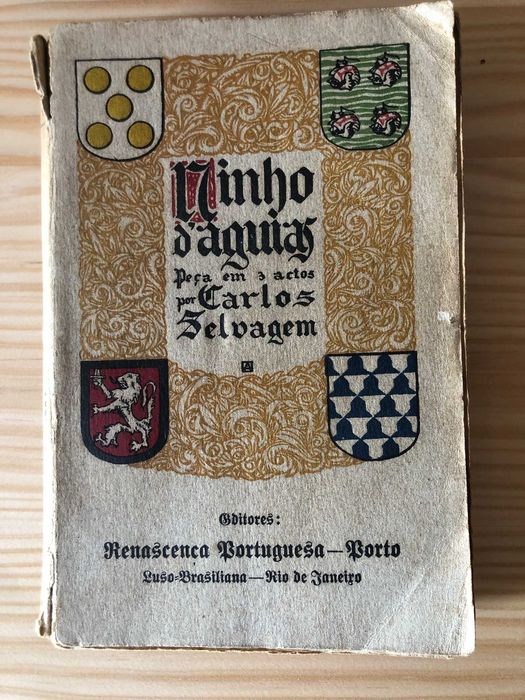 Ninho
d'aguias
Peça em 3 actos
por Carlos
Selvagem
Editores:
Renascença Portuguesa — Porto
Luso=Brasiliana — Rio de Janeiro